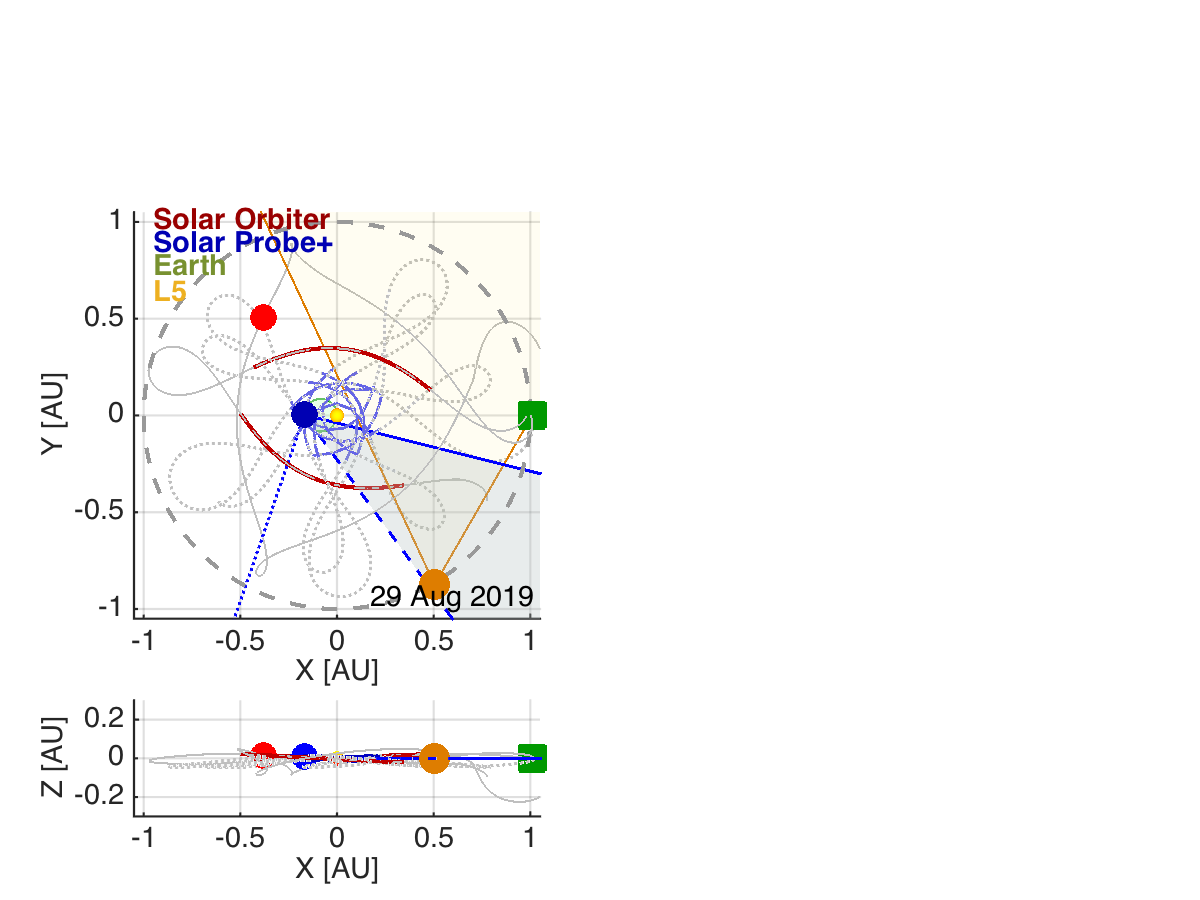 Solar Orbiter
Solar Probe+
Earth
L5
1
0.5
0
-0.5
-1
Y [AU]
29 Aug 2019
-1 -0.5 0 0.5 1
X [AU]
0.2
0
-0.2
Z [AU]
-1 -0.5 0 0.5 1
X [AU]